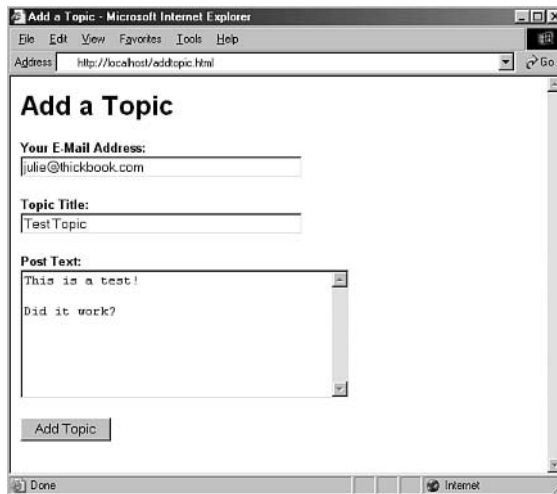 Add a Topic - Microsoft Internet Explorer
File Edit View Favorites Tools Help
Address http://localhost/addtopic.html Go
Add a Topic
Your E-Mail Address:
julie@thickbook.com
Topic Title:
Test Topic
Post Text:
This is a test!
Did it work?
Add Topic
Done Internet